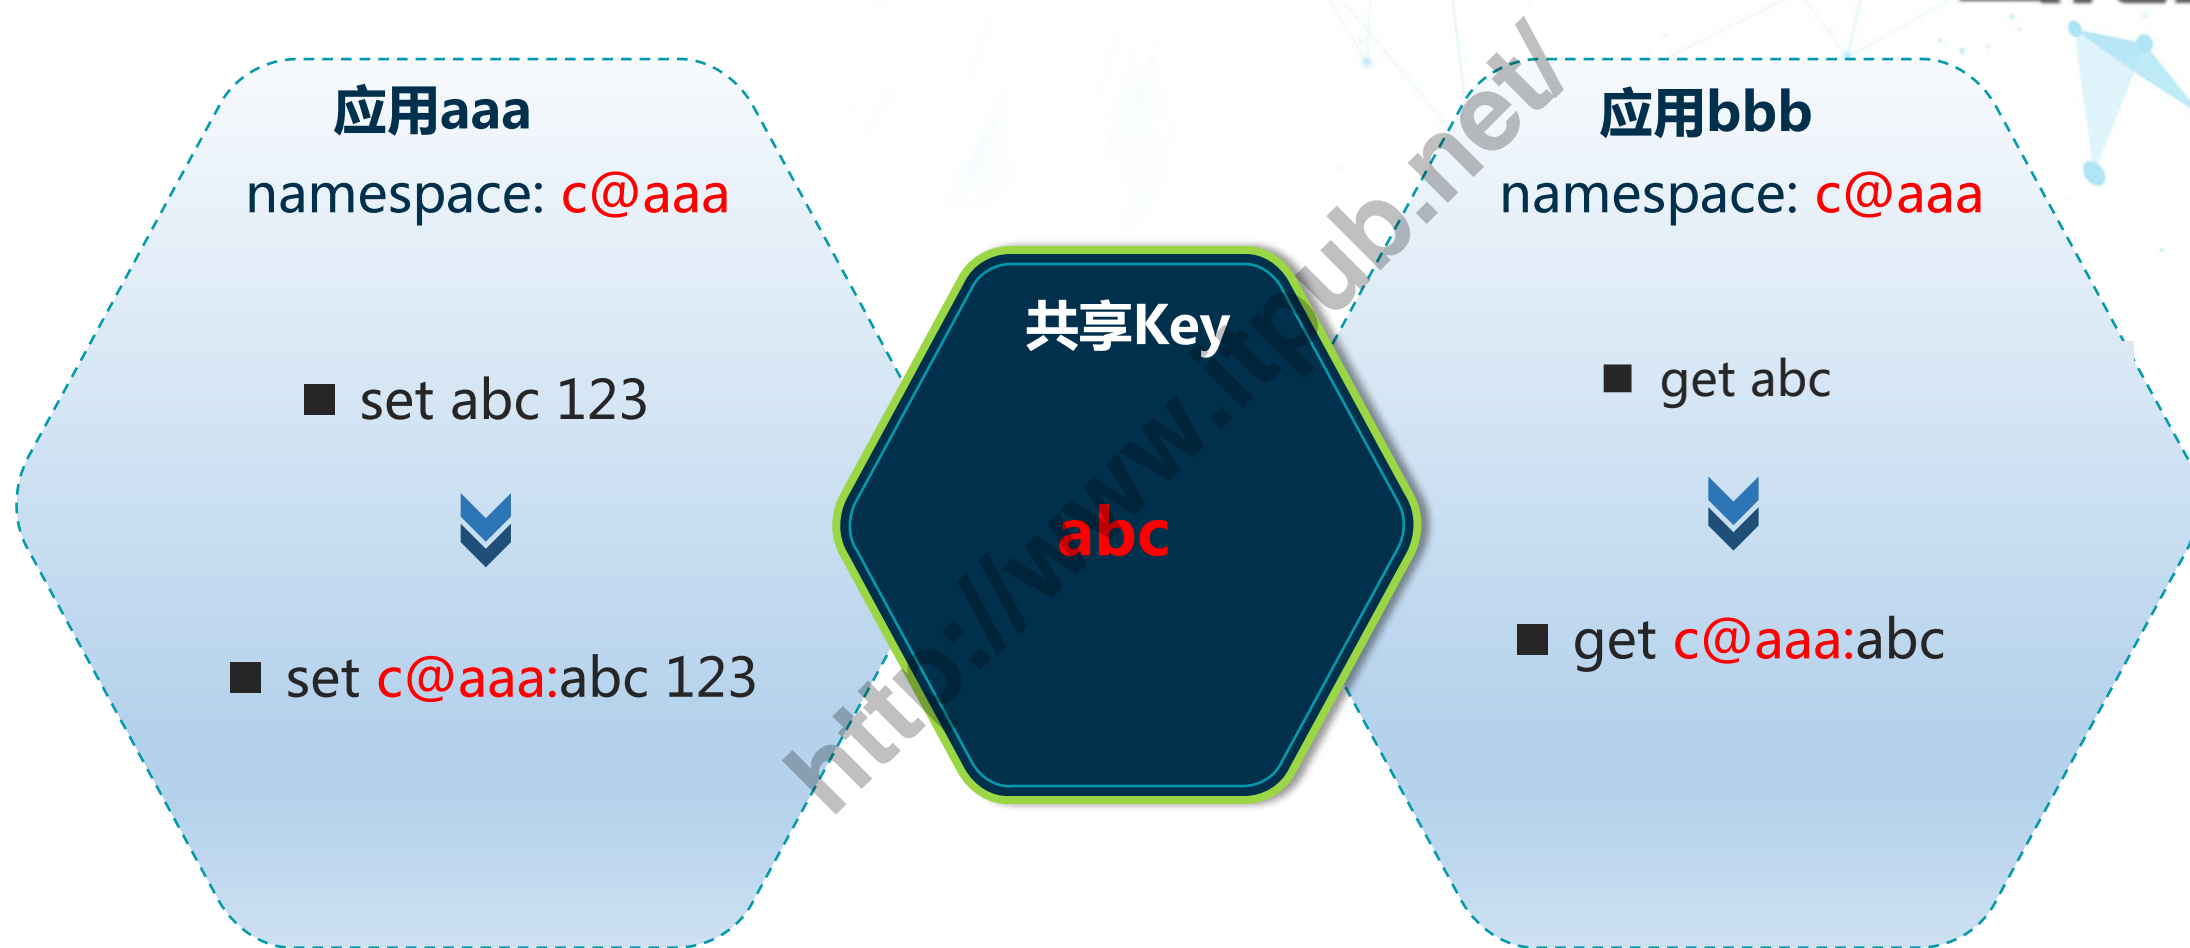 应用aaa
namespace: c@aaa
■ set abc 123
■ set c@aaa:abc 123
共享Key
abc
应用bbb
namespace: c@aaa
■ get abc
■ get c@aaa:abc
http://www.itpub.net/